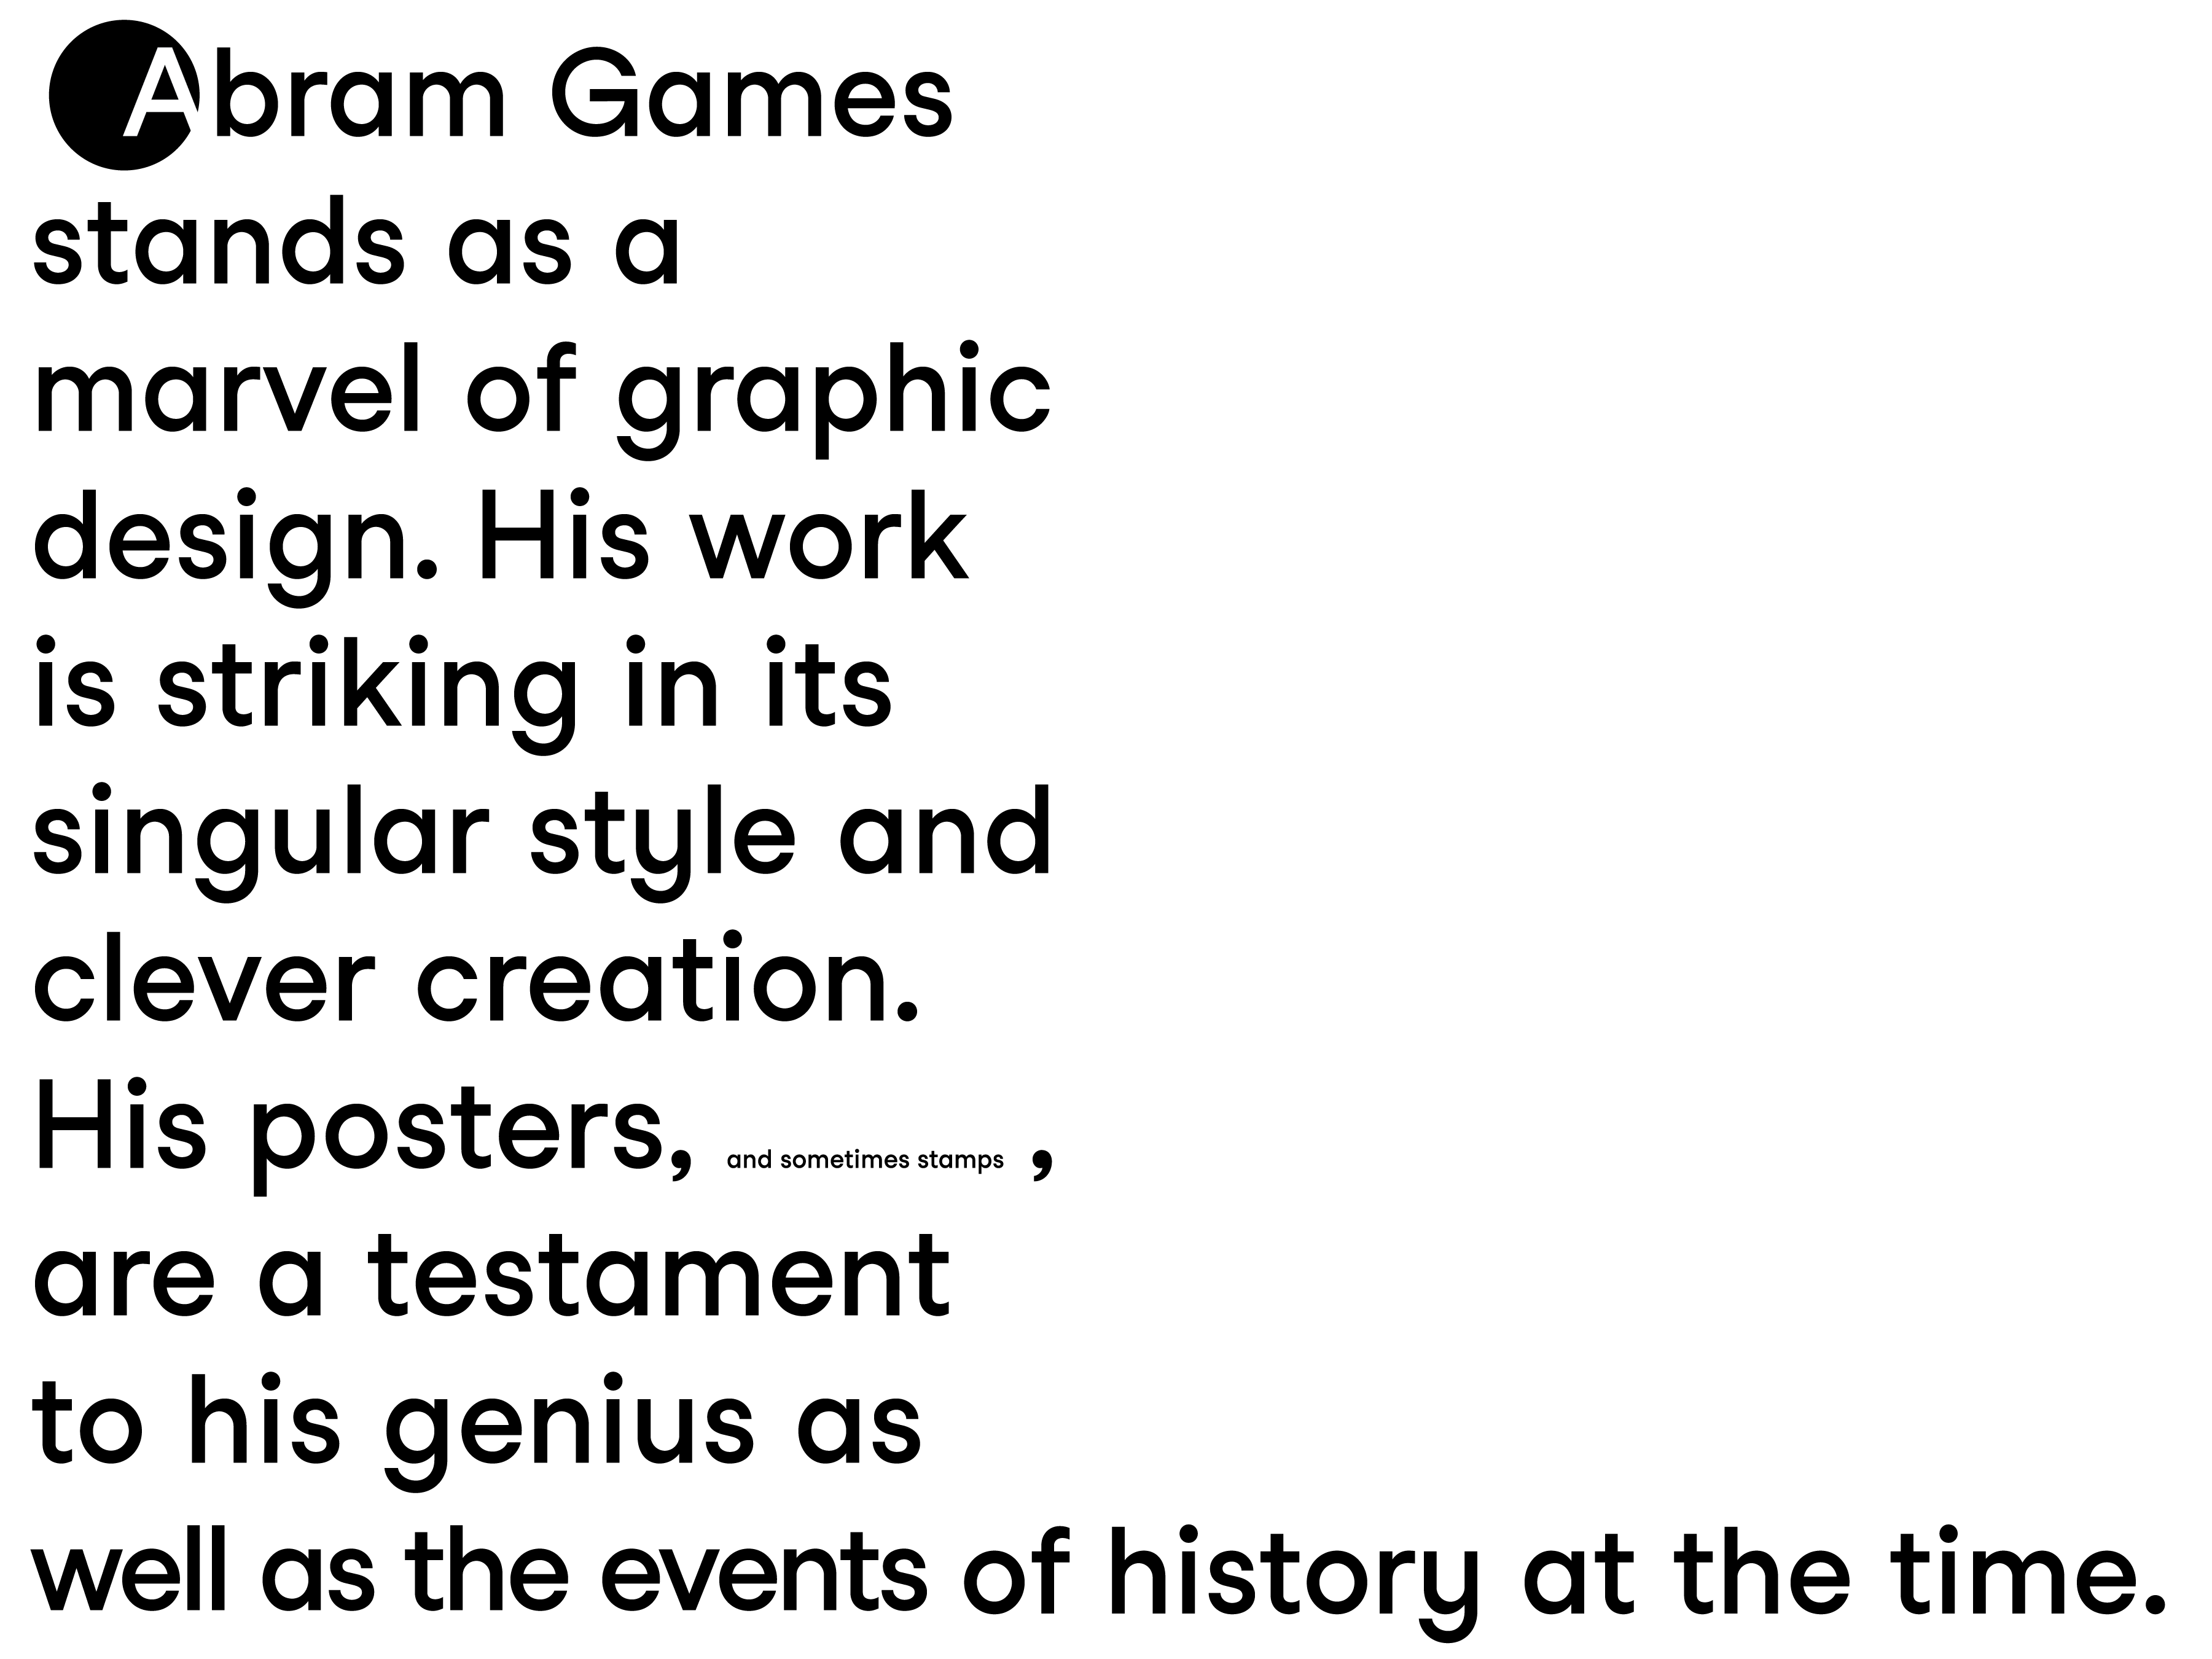 Abram Games
stands as a
marvel of graphic
design. His work
is striking in its
singular style and
clever creation.
His posters, and sometimes stamps ,
are a testament
to his genius as
well as the events of history at the time.